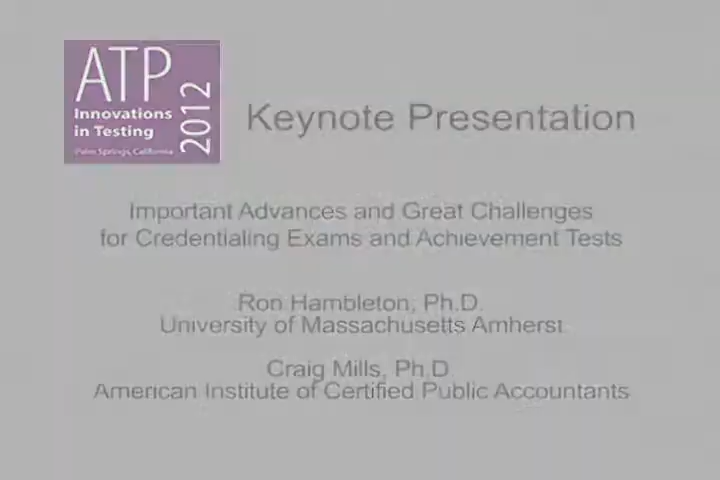 ATP
Innovations
in Testing
2012
Palm Springs, California
Keynote Presentation
Important Advances and Great Challenges
for Credentialing Exams and Achievement Tests
Ron Hambleton, Ph.D.
University of Massachusetts Amherst
Craig Mills, Ph.D
American Institute of Certified Public Accountants